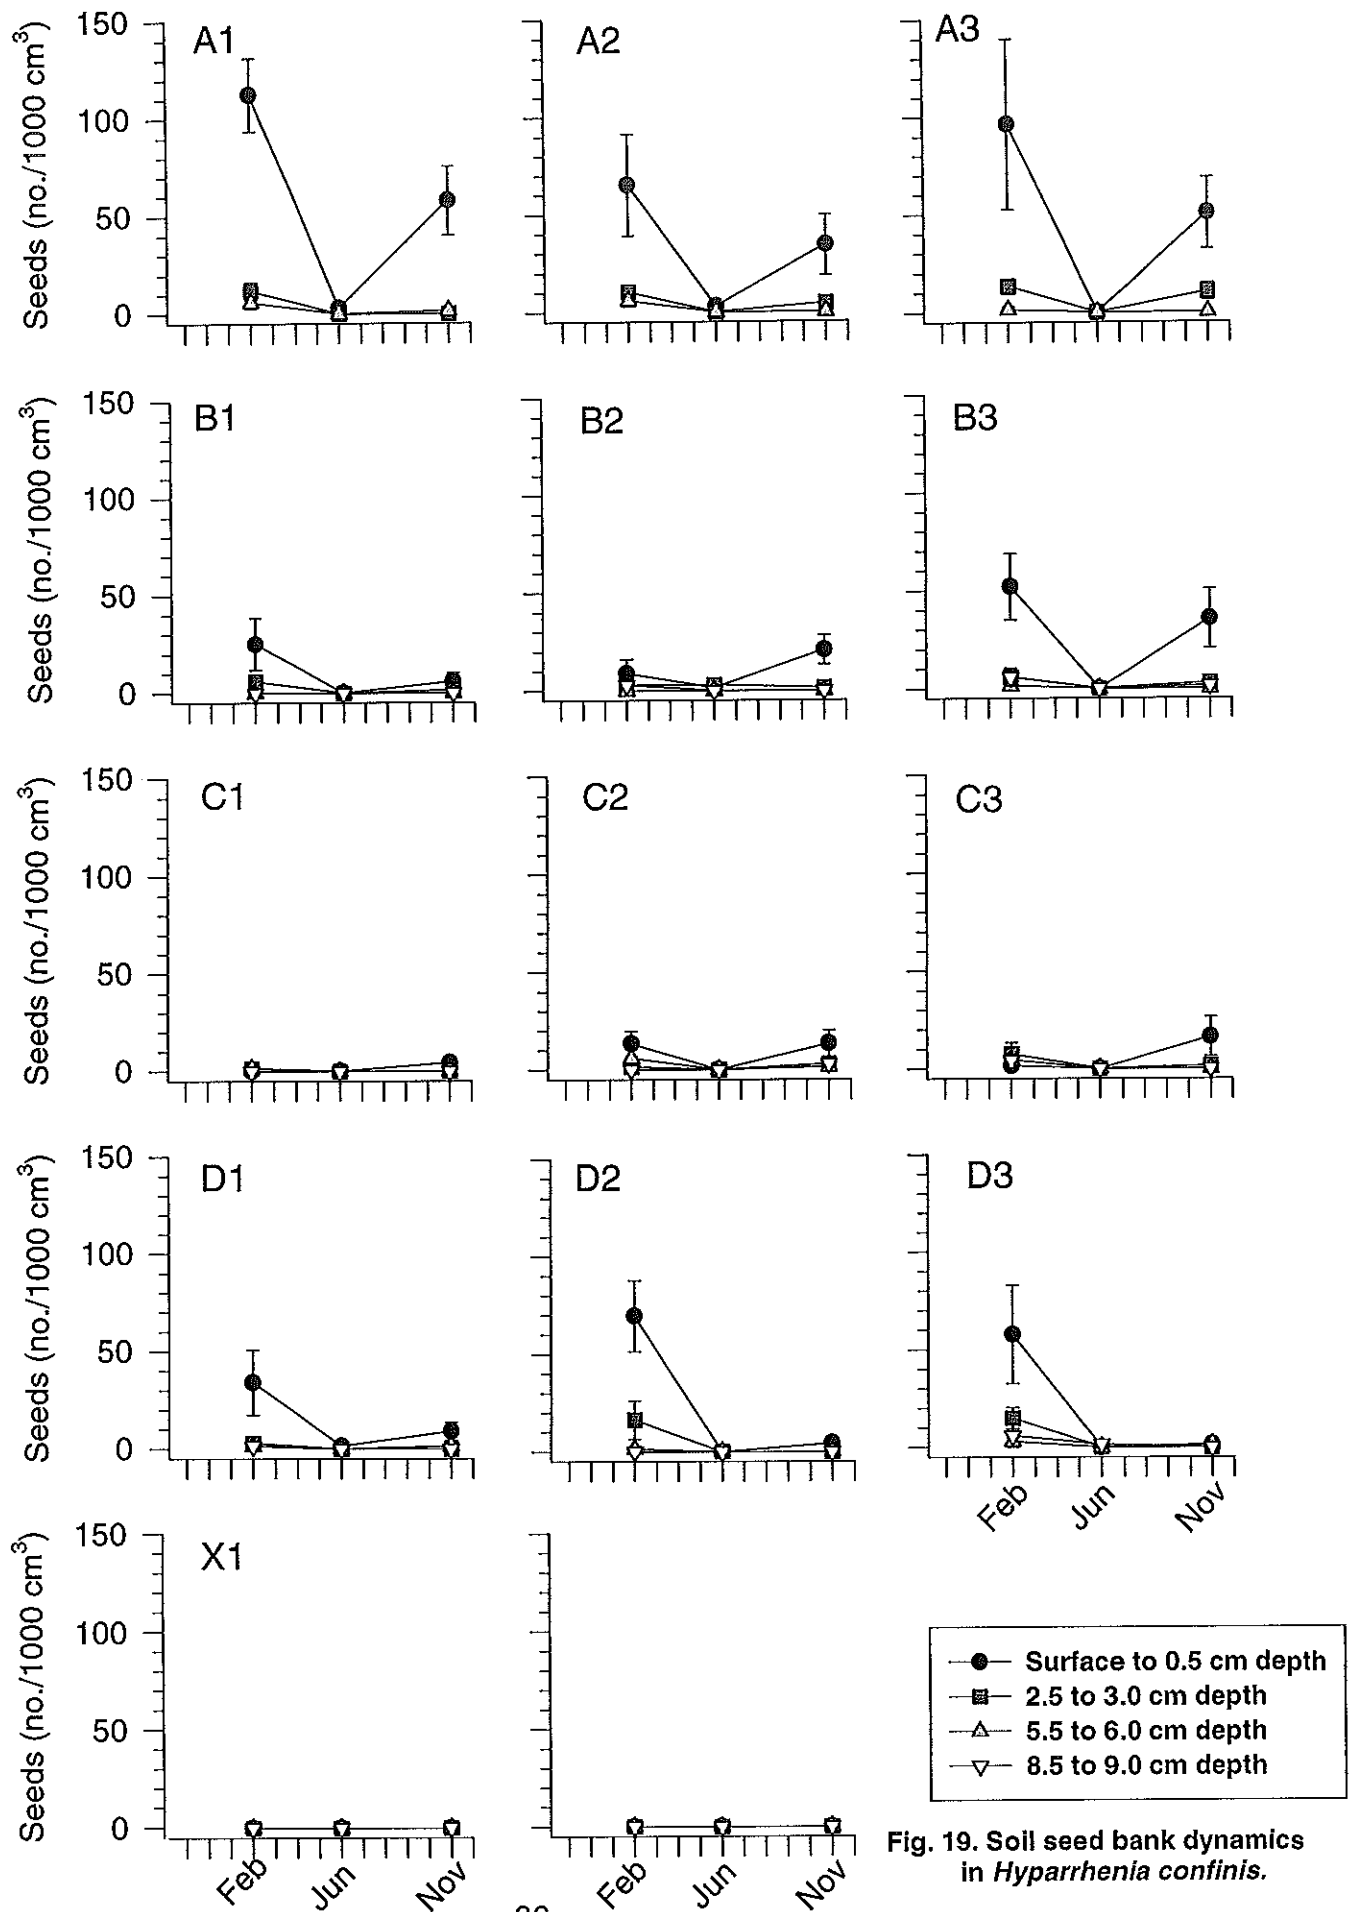 Seeds (no./1000 cm³)
150
100
50
0
A1
A2
A3
Seeds (no./1000 cm³)
150
100
50
0
B1
B2
B3
Seeds (no./1000 cm³)
150
100
50
0
C1
C2
C3
Seeds (no./1000 cm³)
150
100
50
0
D1
D2
D3
Feb Jun Nov
Seeds (no./1000 cm³)
150
100
50
0
X1
Feb Jun Nov
Feb Jun Nov
Surface to 0.5 cm depth
2.5 to 3.0 cm depth
5.5 to 6.0 cm depth
8.5 to 9.0 cm depth
Fig. 19. Soil seed bank dynamics
in Hyparrhenia confinis.